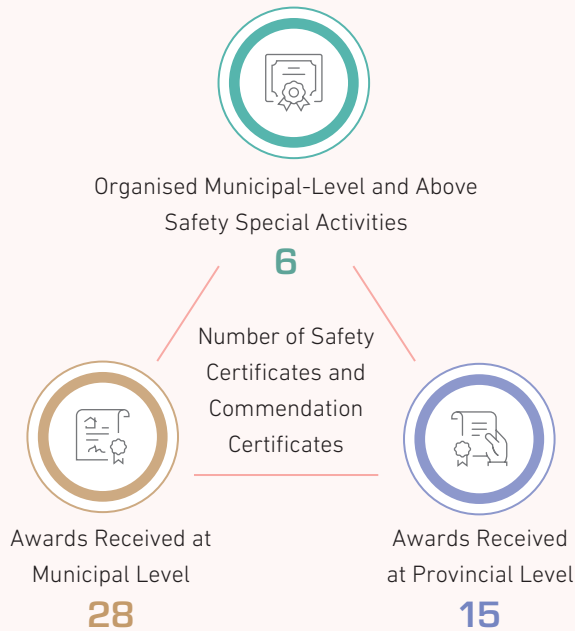 Organised Municipal-Level and Above
Safety Special Activities
6
Number of Safety
Certificates and
Commendation
Certificates
Awards Received at
Municipal Level
28
Awards Received
at Provincial Level
15